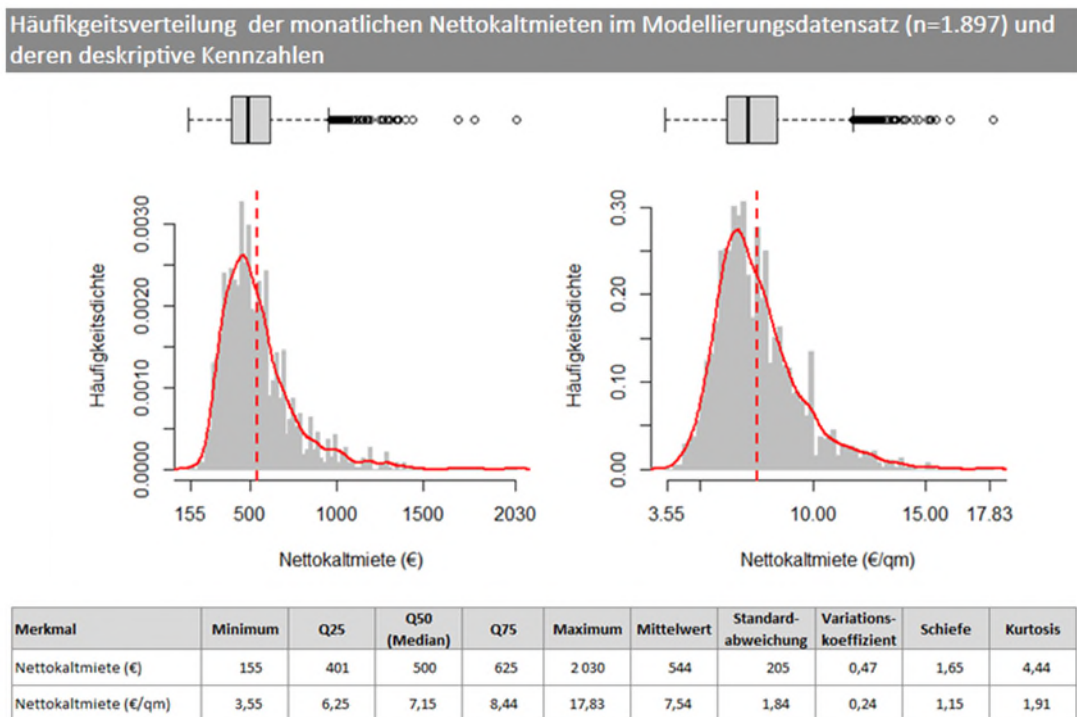 Häufikgeitsverteilung der monatlichen Nettokaltmieten im Modellierungsdatensatz (n=1.897) und
deren deskriptive Kennzahlen
Häufigkeitsdichte
0.0030
0.0020
0.0010
0.0000
155 500 1000 1500 2030
Nettokaltmiete (€)
Häufigkeitsdichte
0.30
0.20
0.10
0.00
3.55 10.00 15.00 17.83
Nettokaltmiete (€/qm)
Merkmal Minimum Q25 Q50 (Median) Q75 Maximum Mittelwert Standard-abweichung Variations-koeffizient Schiefe Kurtosis
Nettokaltmiete (€) 155 401 500 625 2 030 544 205 0,47 1,65 4,44
Nettokaltmiete (€/qm) 3,55 6,25 7,15 8,44 17,83 7,54 1,84 0,24 1,15 1,91